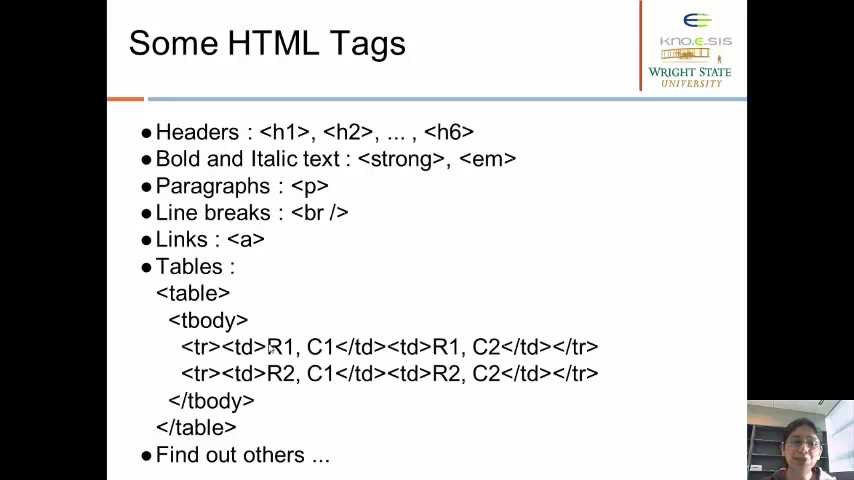 Some HTML Tags
kno.e.sis
WRIGHT STATE
UNIVERSITY
●Headers : <h1>, <h2>, ... , <h6>
●Bold and Italic text : <strong>, <em>
●Paragraphs : <p>
●Line breaks : <br />
●Links : <a>
●Tables :
<table>
<tbody>
<tr><td>R1, C1</td><td>R1, C2</td></tr>
<tr><td>R2, C1</td><td>R2, C2</td></tr>
</tbody>
</table>
●Find out others ...